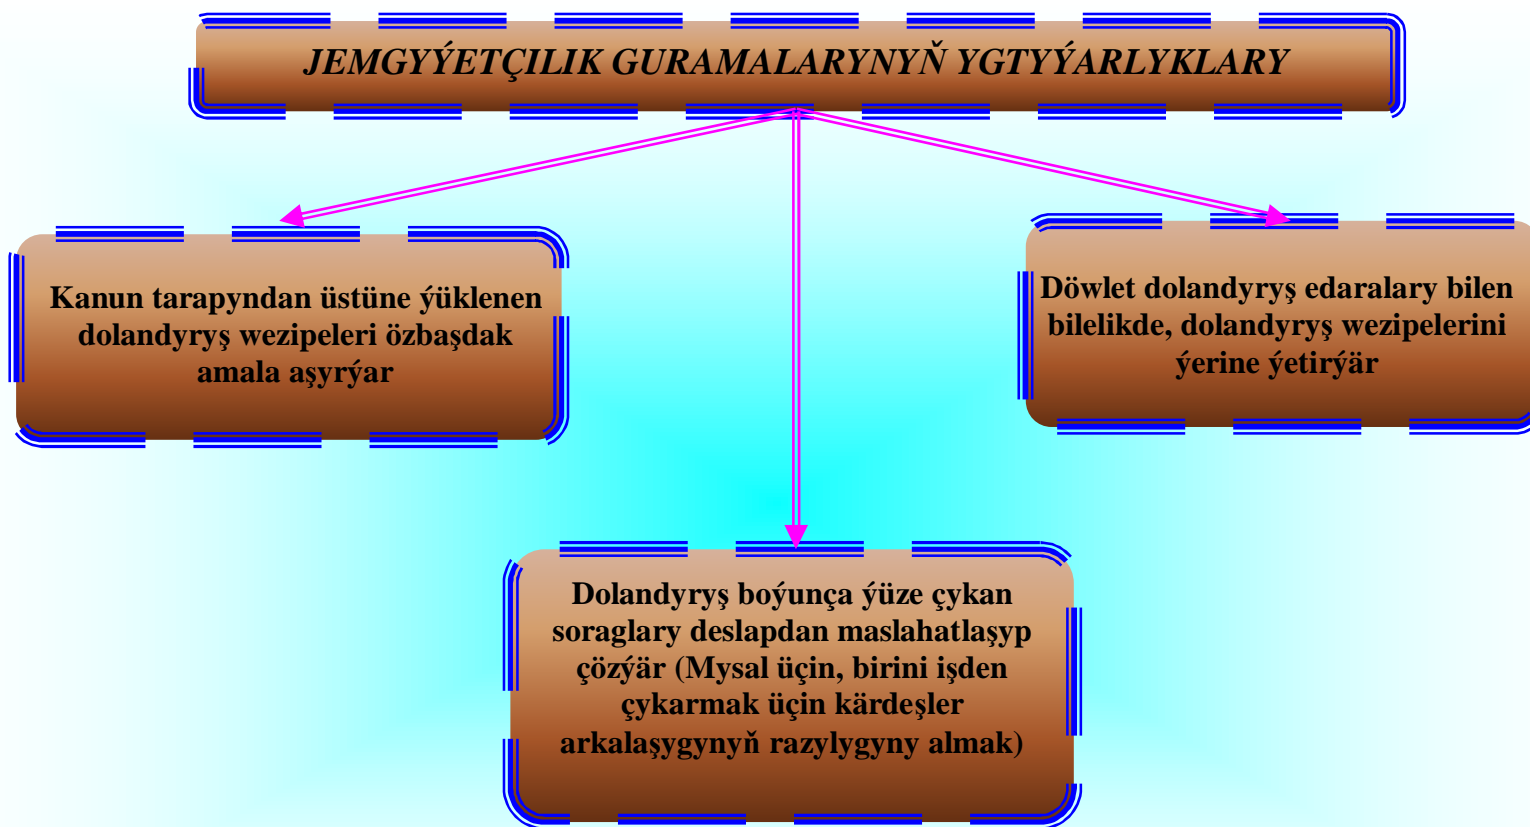 JEMGYÝETÇILIK GURAMALARYNYŇ YGTYÝARLYKLARY
Kanun tarapyndan üstüne ýüklenen
dolandyryş wezipeleri özbaşdak
amala aşyrýar
Döwlet dolandyryş edaralary bilen
bilelikde, dolandyryş wezipelerini
ýerine ýetirýär
Dolandyryş boýunça ýüze çykan
soraglary deslapdan maslahatlaşyp
çözýär (Mysal üçin, birini işden
çykarmak üçin kärdeşler
arkalaşygynyň razylygyny almak)